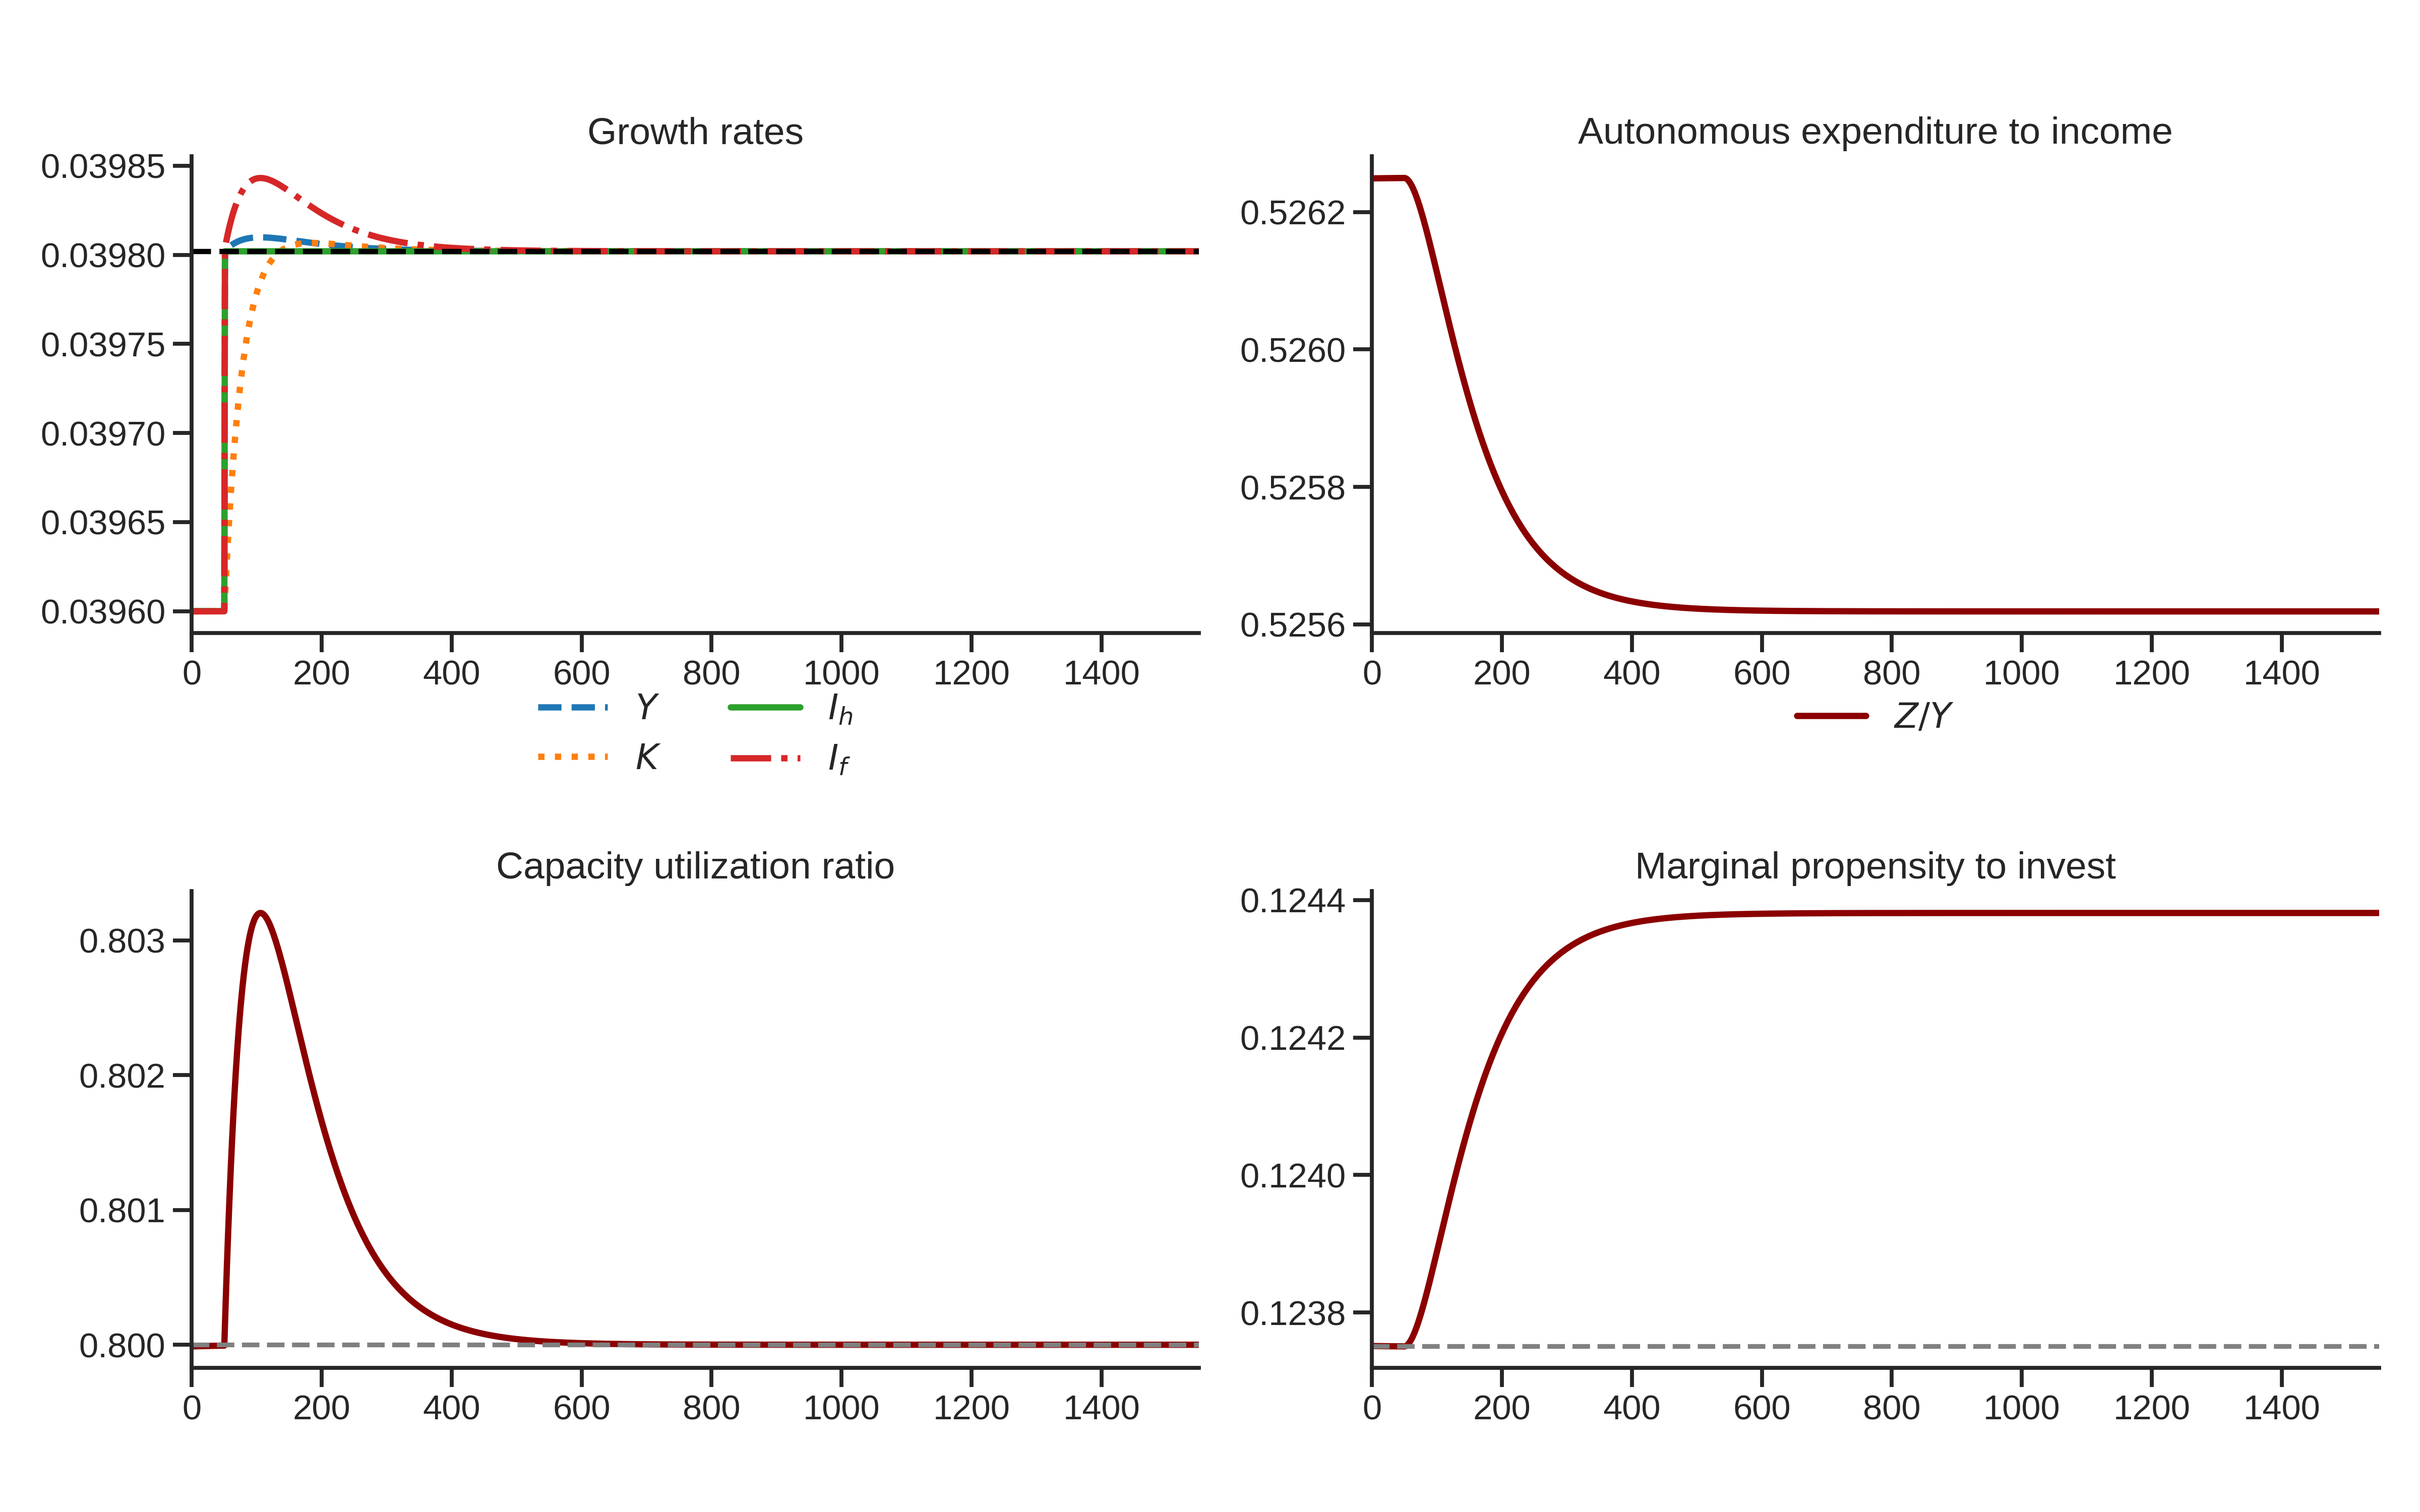 Growth rates
0.03985
0.03980
0.03975
0.03970
0.03965
0.03960
0 200 400 600 800 1000 1200 1400
Y I_h
K I_f
Autonomous expenditure to income
0.5262
0.5260
0.5258
0.5256
0 200 400 600 800 1000 1200 1400
Z/Y
Capacity utilization ratio
0.803
0.802
0.801
0.800
0 200 400 600 800 1000 1200 1400
Marginal propensity to invest
0.1244
0.1242
0.1240
0.1238
0 200 400 600 800 1000 1200 1400